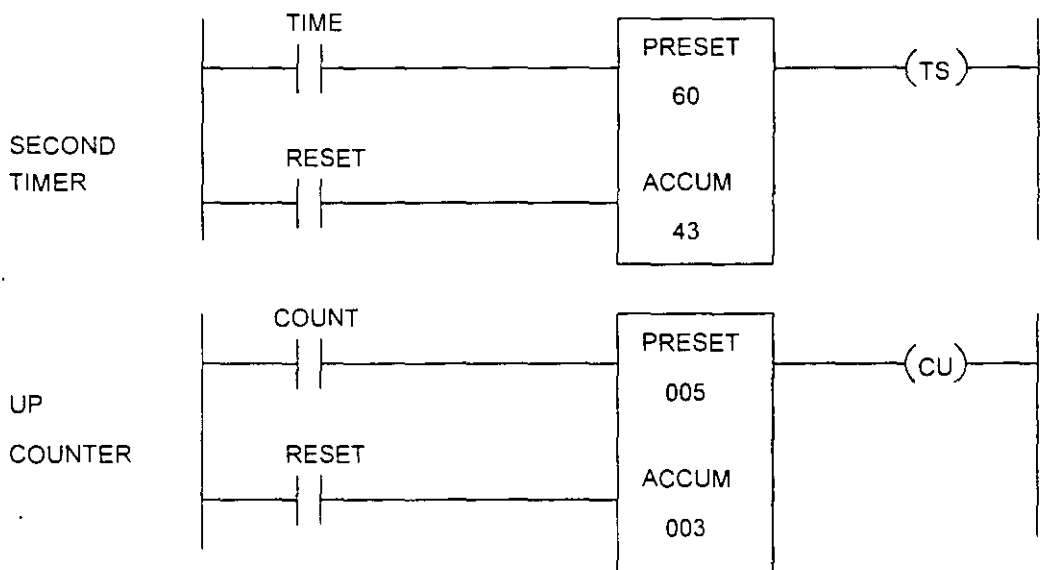 TIME
PRESET
60
(TS)
SECOND
TIMER
RESET
ACCUM
43
COUNT
PRESET
005
(CU)
UP
COUNTER
RESET
ACCUM
003